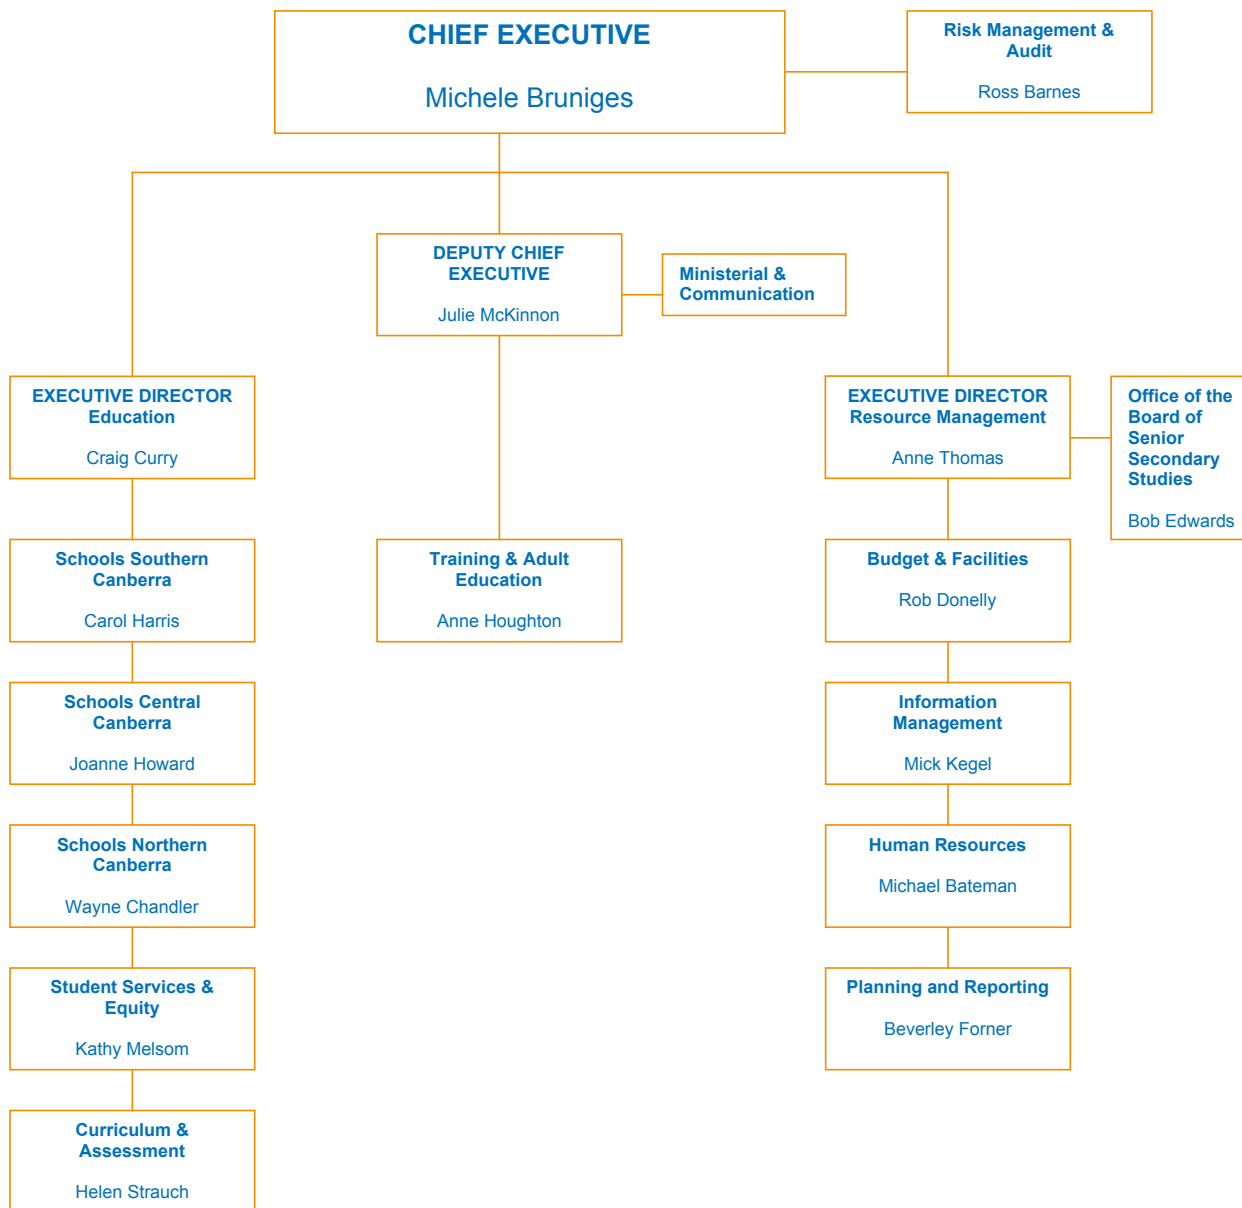 CHIEF EXECUTIVE
Michele Bruniges
Risk Management &
Audit
Ross Barnes
DEPUTY CHIEF
EXECUTIVE
Julie McKinnon
Ministerial &
Communication
EXECUTIVE DIRECTOR
Education
Craig Curry
EXECUTIVE DIRECTOR
Resource Management
Anne Thomas
Office of the
Board of
Senior
Secondary
Studies
Bob Edwards
Schools Southern
Canberra
Carol Harris
Training & Adult
Education
Anne Houghton
Budget & Facilities
Rob Donelly
Schools Central
Canberra
Joanne Howard
Information
Management
Mick Kegel
Schools Northern
Canberra
Wayne Chandler
Human Resources
Michael Bateman
Student Services &
Equity
Kathy Melsom
Planning and Reporting
Beverley Forner
Curriculum &
Assessment
Helen Strauch